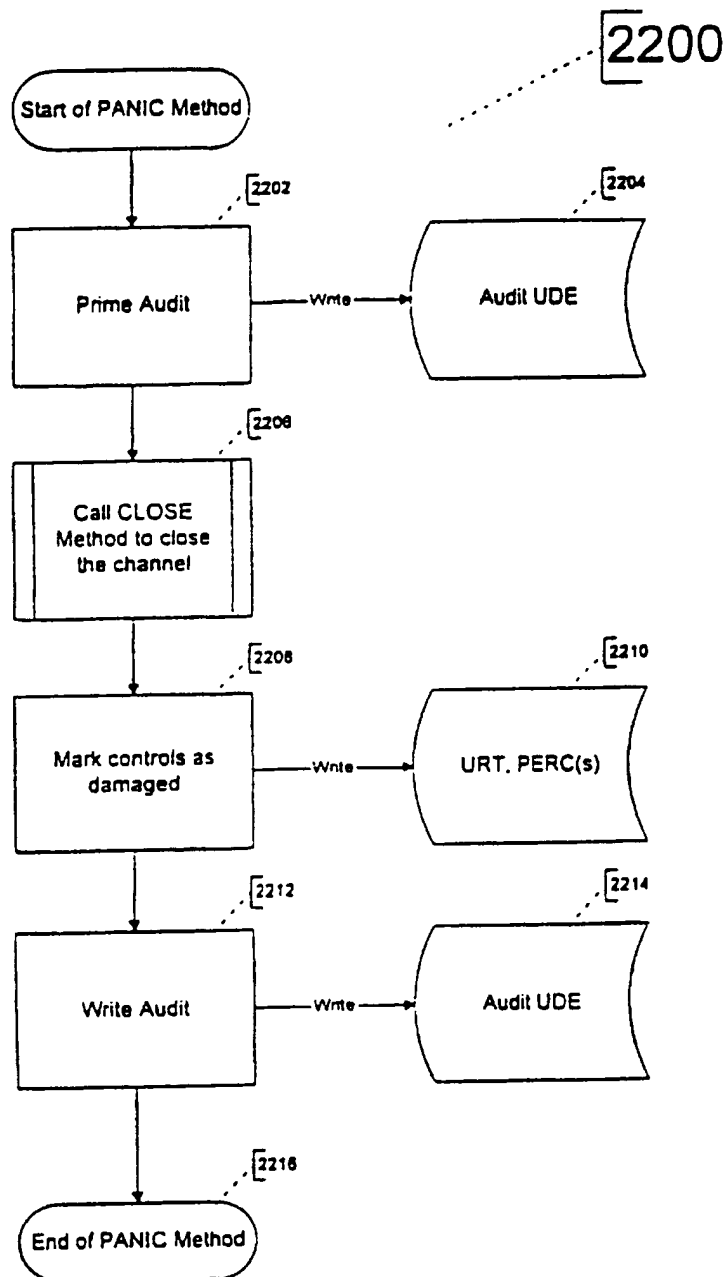 2200
Start of PANIC Method
2202
2204
Prime Audit
Write
Audit UDE
2206
Call CLOSE
Method to close
the channel
2208
2210
Mark controls as
damaged
Write
URT, PERC(s)
2212
2214
Write Audit
Write
Audit UDE
2216
End of PANIC Method